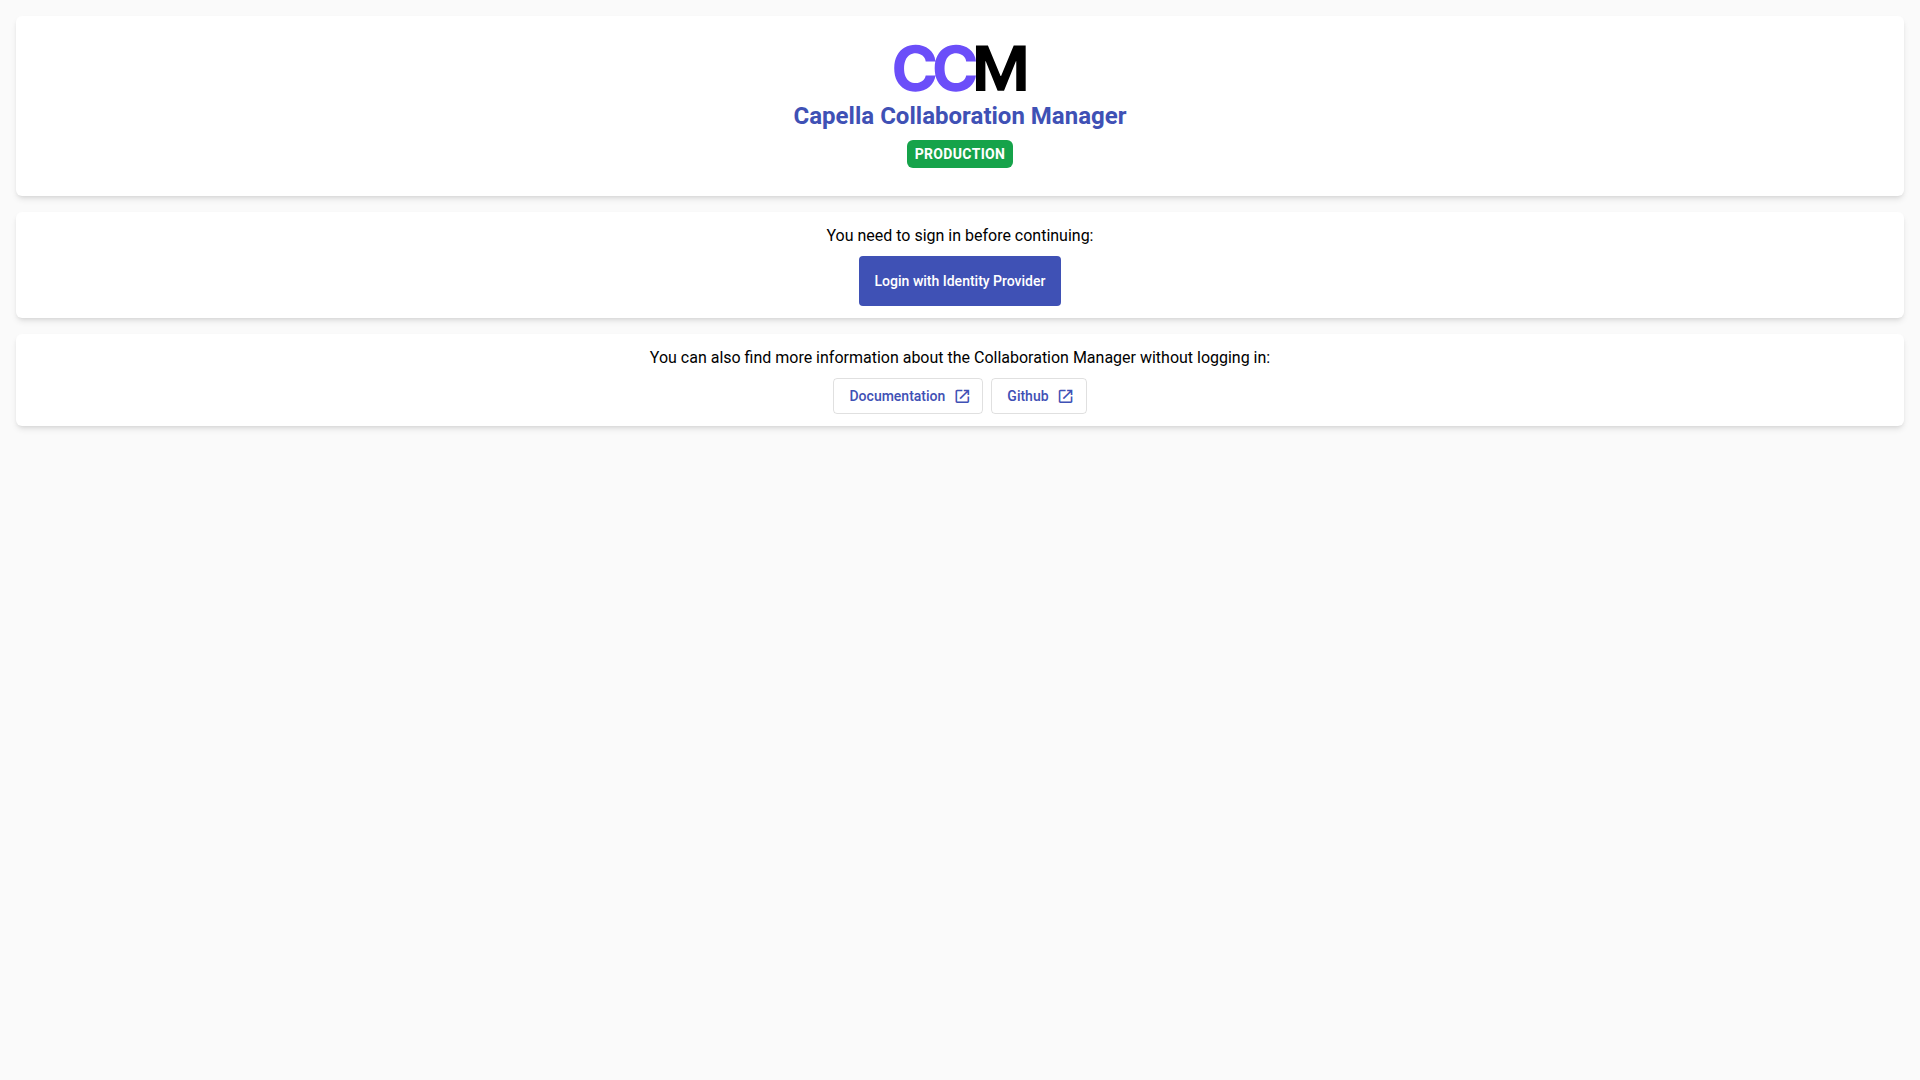 CCM
Capella Collaboration Manager
PRODUCTION
You need to sign in before continuing:
Login with Identity Provider
You can also find more information about the Collaboration Manager without logging in:
Documentation
Github